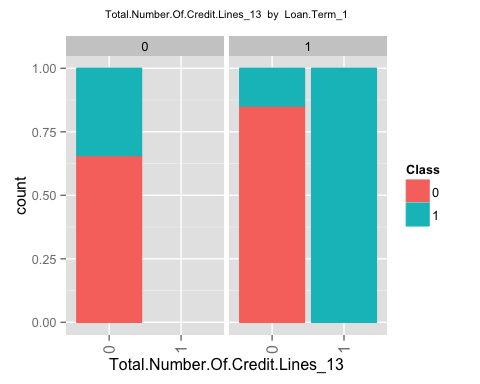 Total.Number.Of.Credit.Lines_13 by Loan.Term_1
0 1
1.00
0.75
0.50
0.25
0.00
count
0 1 0 1
Total.Number.Of.Credit.Lines_13
Class
0
1